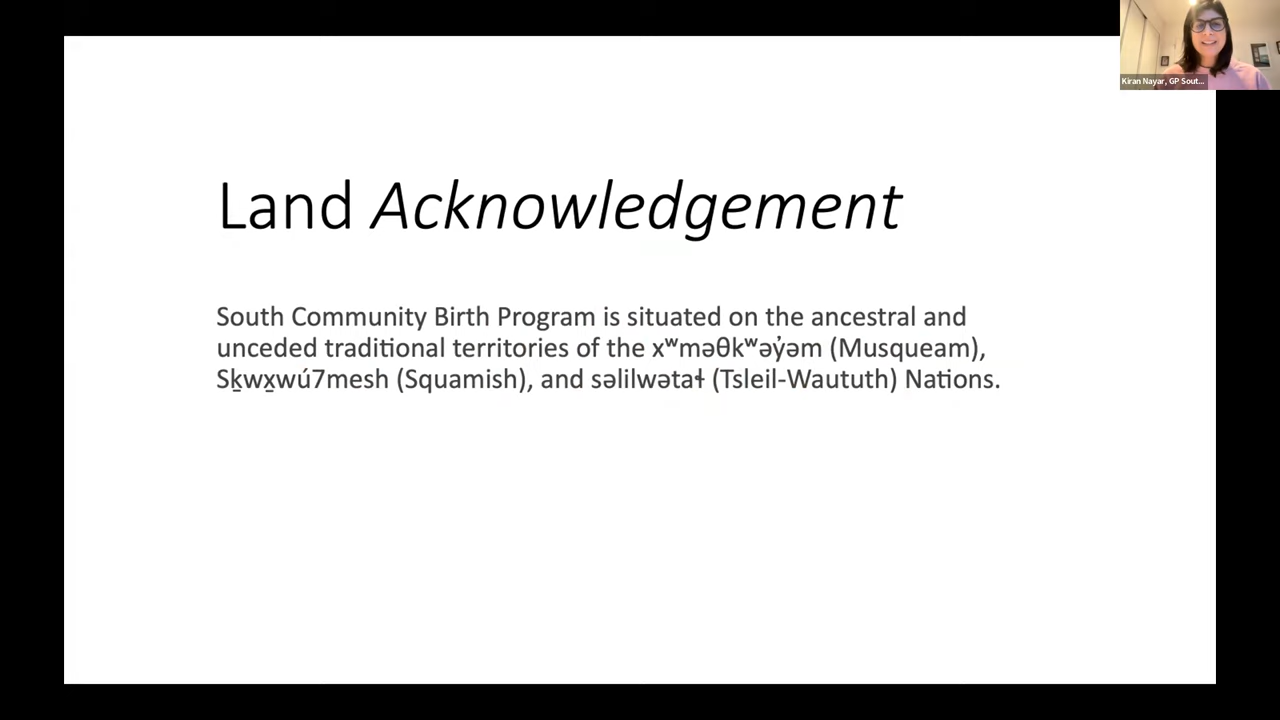 Kiran Nayar, GP Sout...
Land Acknowledgement
South Community Birth Program is situated on the ancestral and
unceded traditional territories of the xʷməθkʷəy̓əm (Musqueam),
Sḵwx̱wú7mesh (Squamish), and səlilwətaɬ (Tsleil-Waututh) Nations.